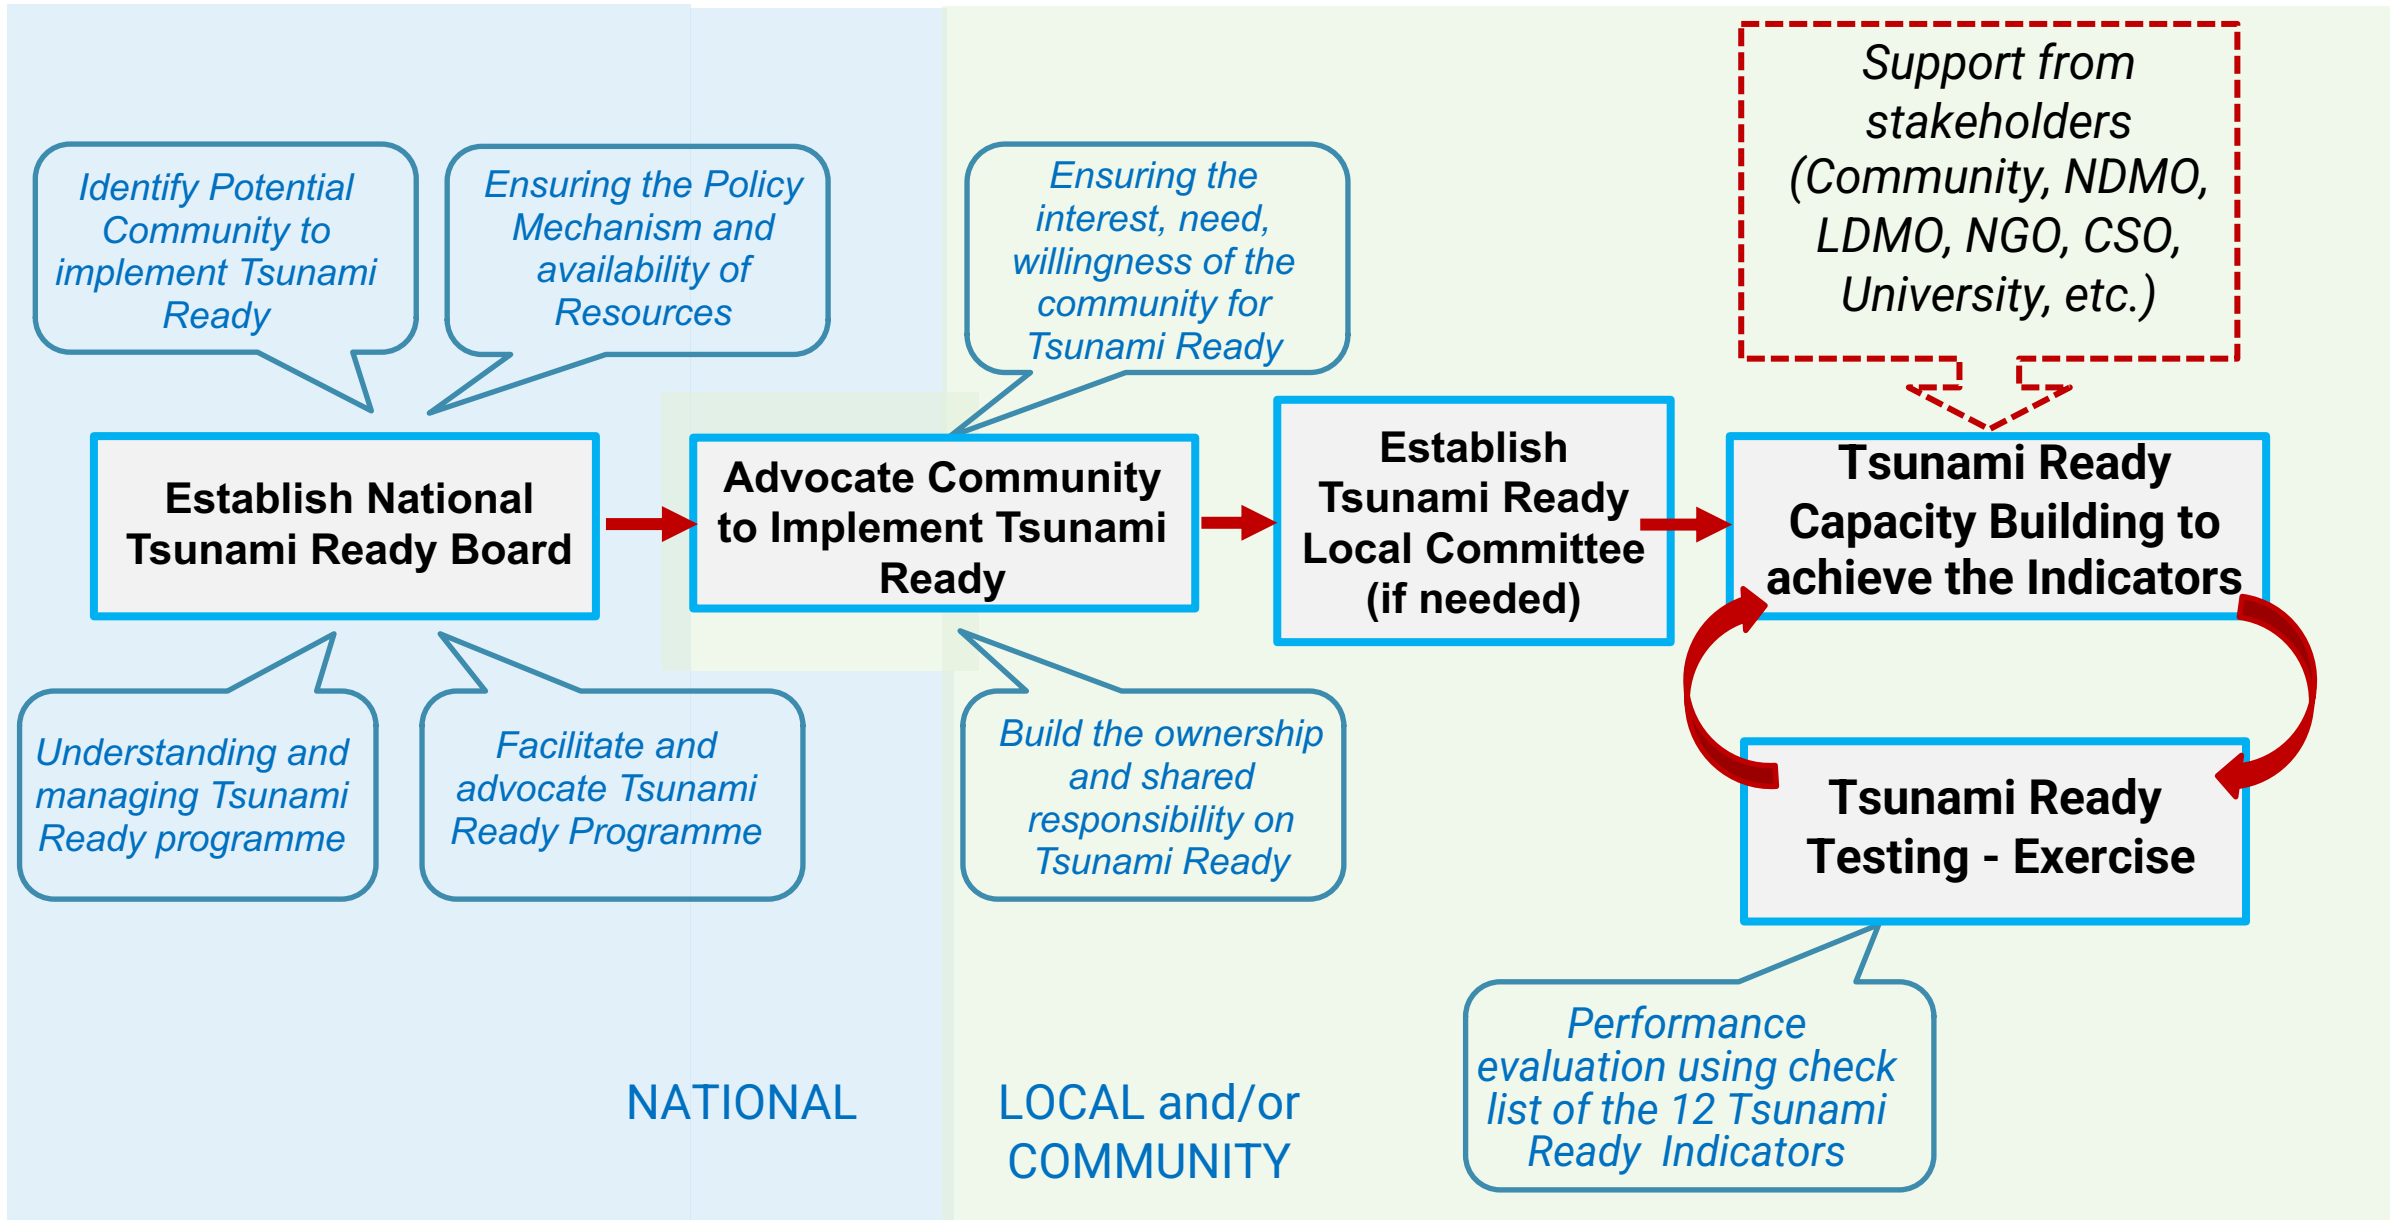 Support from
stakeholders
(Community, NDMO,
LDMO, NGO, CSO,
University, etc.)
Identify Potential
Community to
implement Tsunami
Ready
Ensuring the Policy
Mechanism and
availability of
Resources
Ensuring the
interest, need,
willingness of the
community for
Tsunami Ready
Establish National
Tsunami Ready Board
Advocate Community
to Implement Tsunami
Ready
Establish
Tsunami Ready
Local Committee
(if needed)
Tsunami Ready
Capacity Building to
achieve the Indicators
Understanding and
managing Tsunami
Ready programme
Facilitate and
advocate Tsunami
Ready Programme
Build the ownership
and shared
responsibility on
Tsunami Ready
Tsunami Ready
Testing - Exercise
Performance
evaluation using check
list of the 12 Tsunami
Ready  Indicators
NATIONAL
LOCAL and/or
COMMUNITY